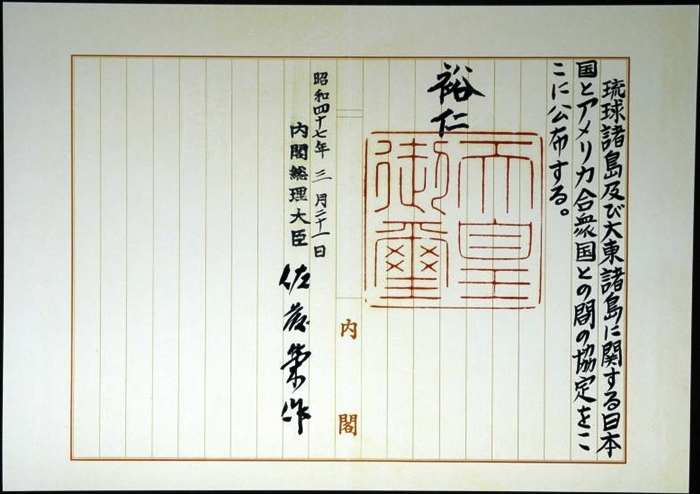 琉球諸島及び大東諸島に関する日本
国とアメリカ合衆国との間の協定をこ
こに公布する。
裕仁
天皇
御璽
内閣
昭和四十七年三月二十一日
内閣総理大臣
佐藤榮作